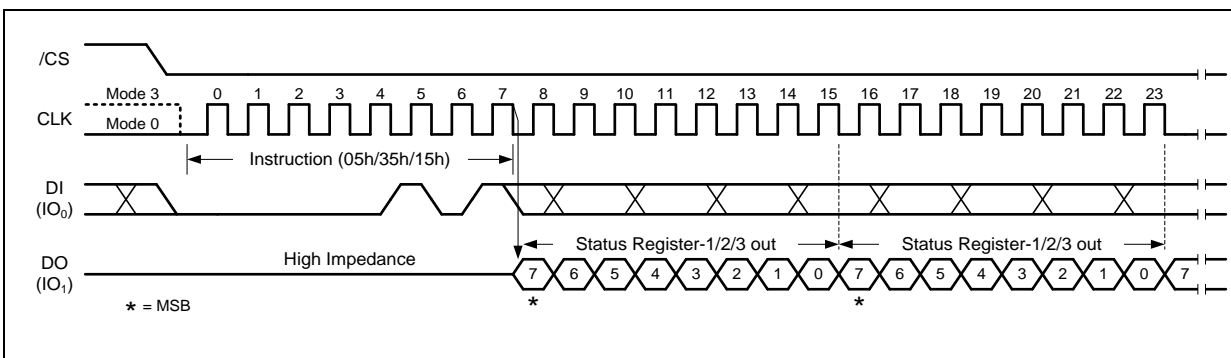 /CS
Mode 3
0 1 2 3 4 5 6 7 8 9 10 11 12 13 14 15 16 17 18 19 20 21 22 23
CLK
Mode 0
Instruction (05h/35h/15h)
DI
(IO₀)
Status Register-1/2/3 out Status Register-1/2/3 out
High Impedance
DO
(IO₁)
7 6 5 4 3 2 1 0 7 6 5 4 3 2 1 0 7
* *
* = MSB